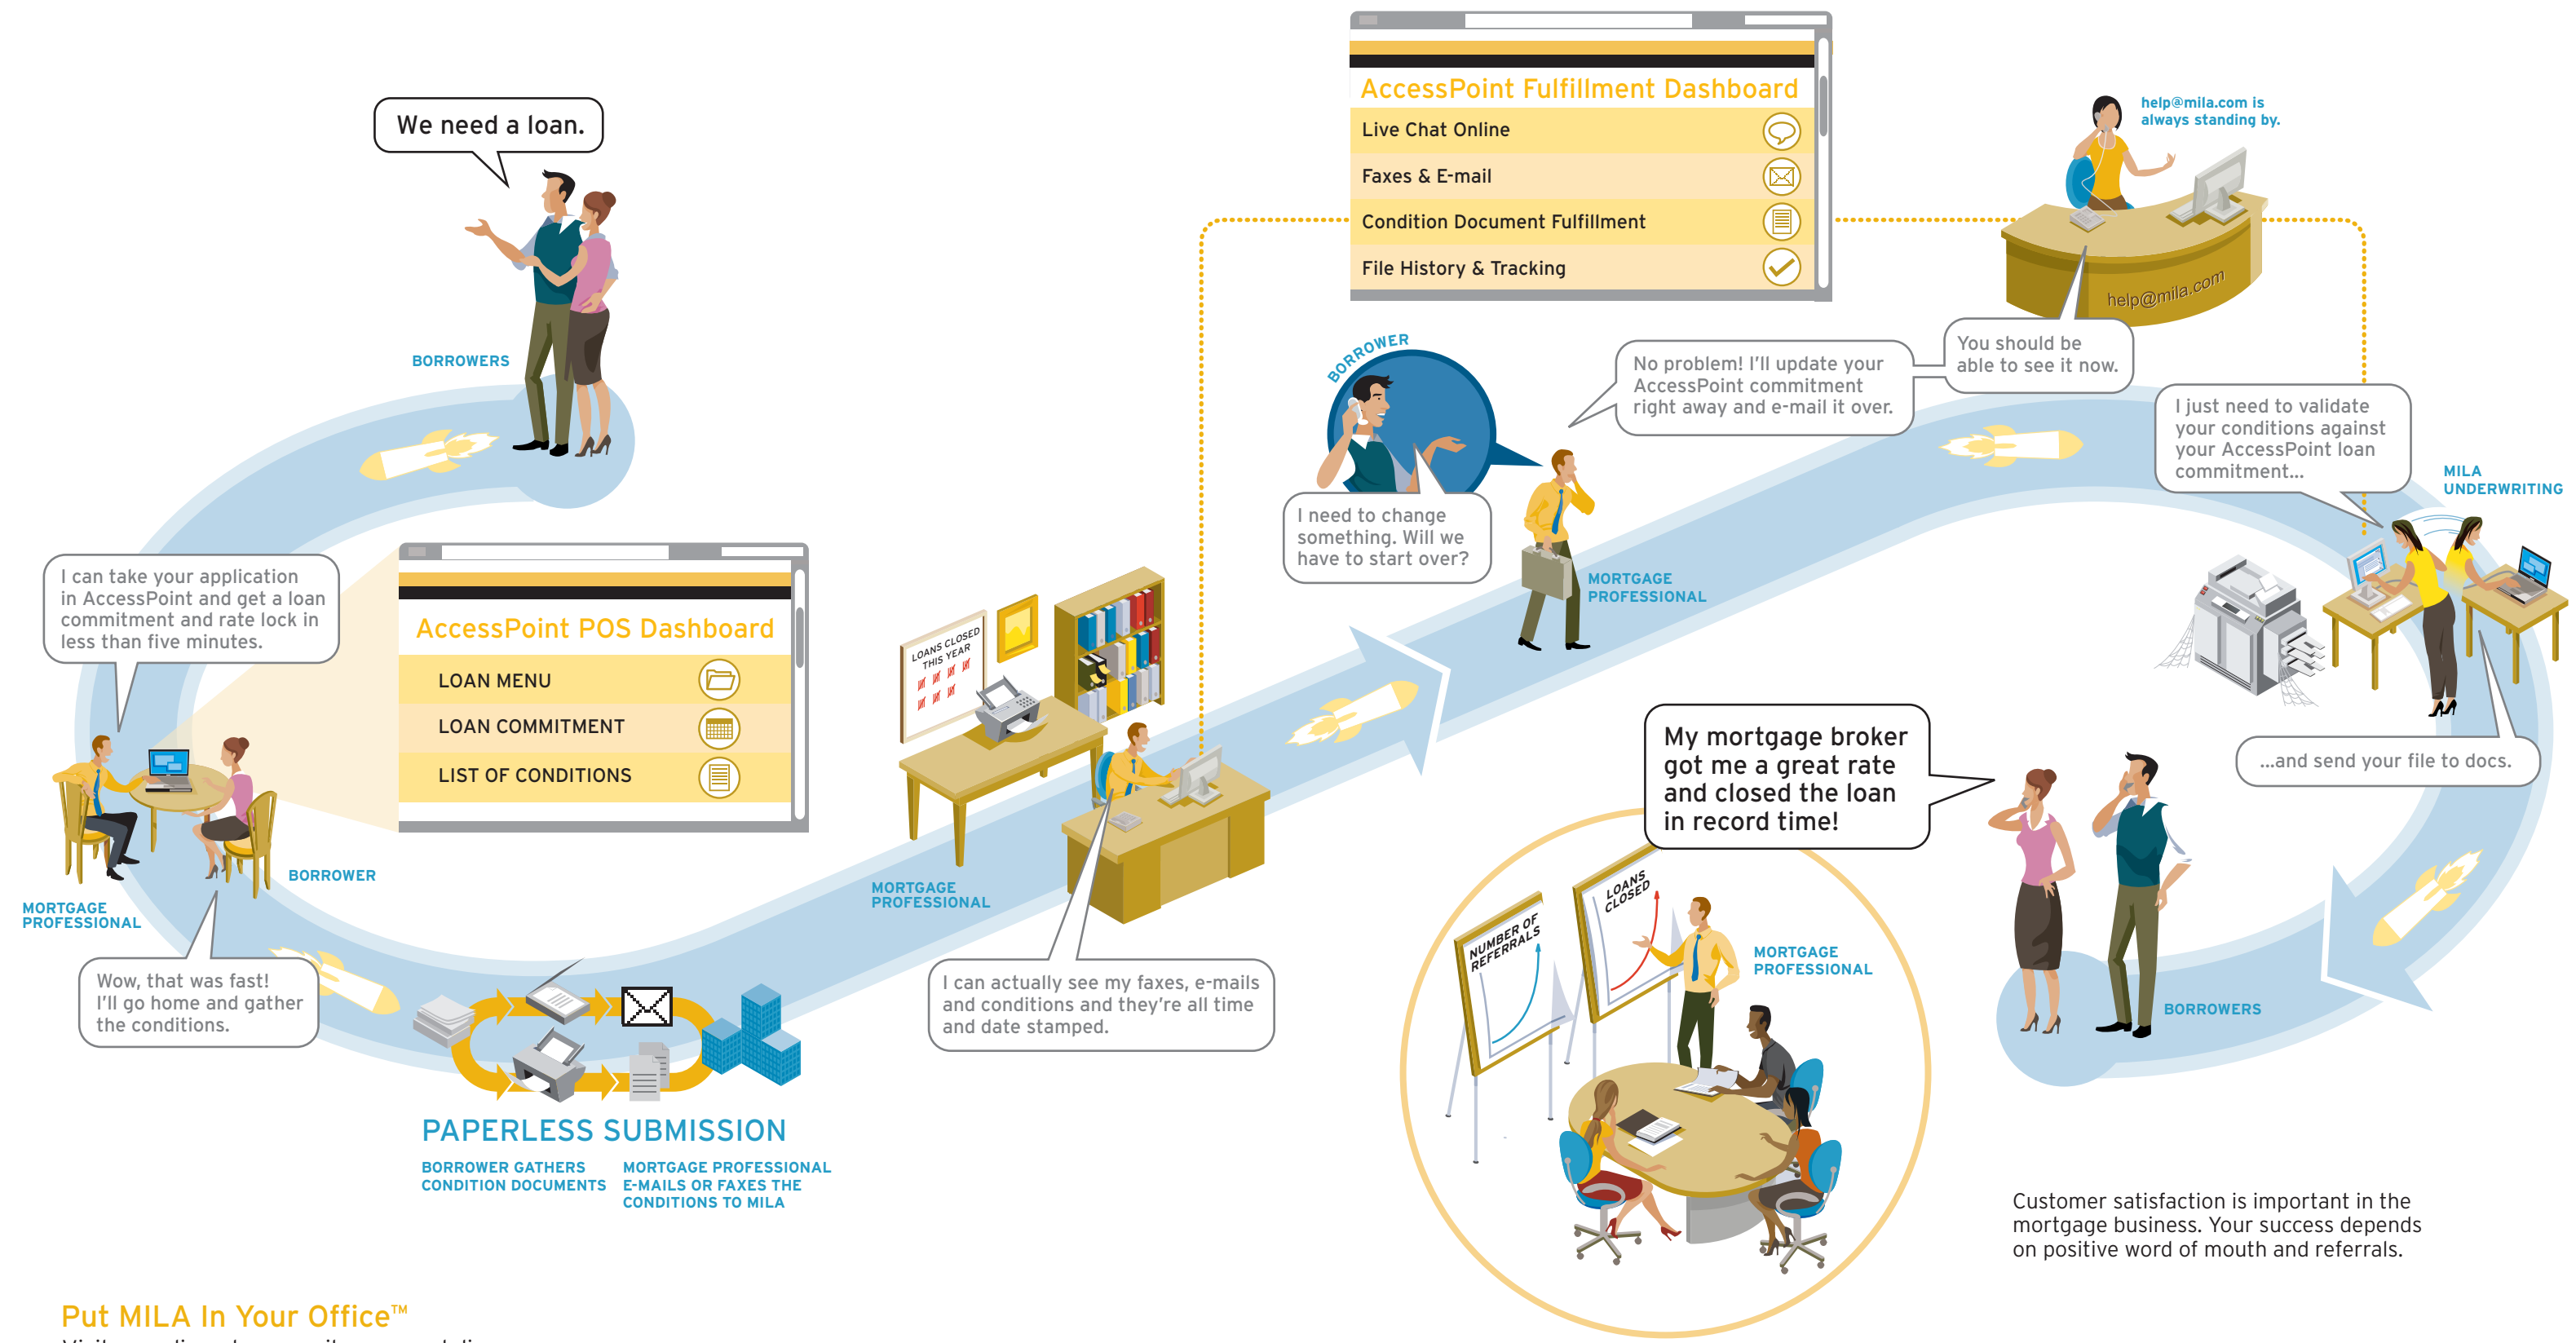 We need a loan.
BORROWERS
I can take your application
in AccessPoint and get a loan
commitment and rate lock in
less than five minutes.
MORTGAGE
PROFESSIONAL
BORROWER
Wow, that was fast!
I'll go home and gather
the conditions.
AccessPoint POS Dashboard
LOAN MENU
LOAN COMMITMENT
LIST OF CONDITIONS
PAPERLESS SUBMISSION
BORROWER GATHERS
CONDITION DOCUMENTS
MORTGAGE PROFESSIONAL
E-MAILS OR FAXES THE
CONDITIONS TO MILA
LOANS CLOSED
THIS YEAR
MORTGAGE
PROFESSIONAL
I can actually see my faxes, e-mails
and conditions and they're all time
and date stamped.
AccessPoint Fulfillment Dashboard
Live Chat Online
Faxes & E-mail
Condition Document Fulfillment
File History & Tracking
BORROWER
I need to change
something. Will we
have to start over?
MORTGAGE
PROFESSIONAL
No problem! I'll update your
AccessPoint commitment
right away and e-mail it over.
help@mila.com is
always standing by.
help@mila.com
You should be
able to see it now.
I just need to validate
your conditions against
your AccessPoint loan
commitment...
MILA
UNDERWRITING
...and send your file to docs.
My mortgage broker
got me a great rate
and closed the loan
in record time!
BORROWERS
NUMBER OF
REFERRALS
LOANS
CLOSED
MORTGAGE
PROFESSIONAL
Customer satisfaction is important in the
mortgage business. Your success depends
on positive word of mouth and referrals.
Put MILA In Your Office™